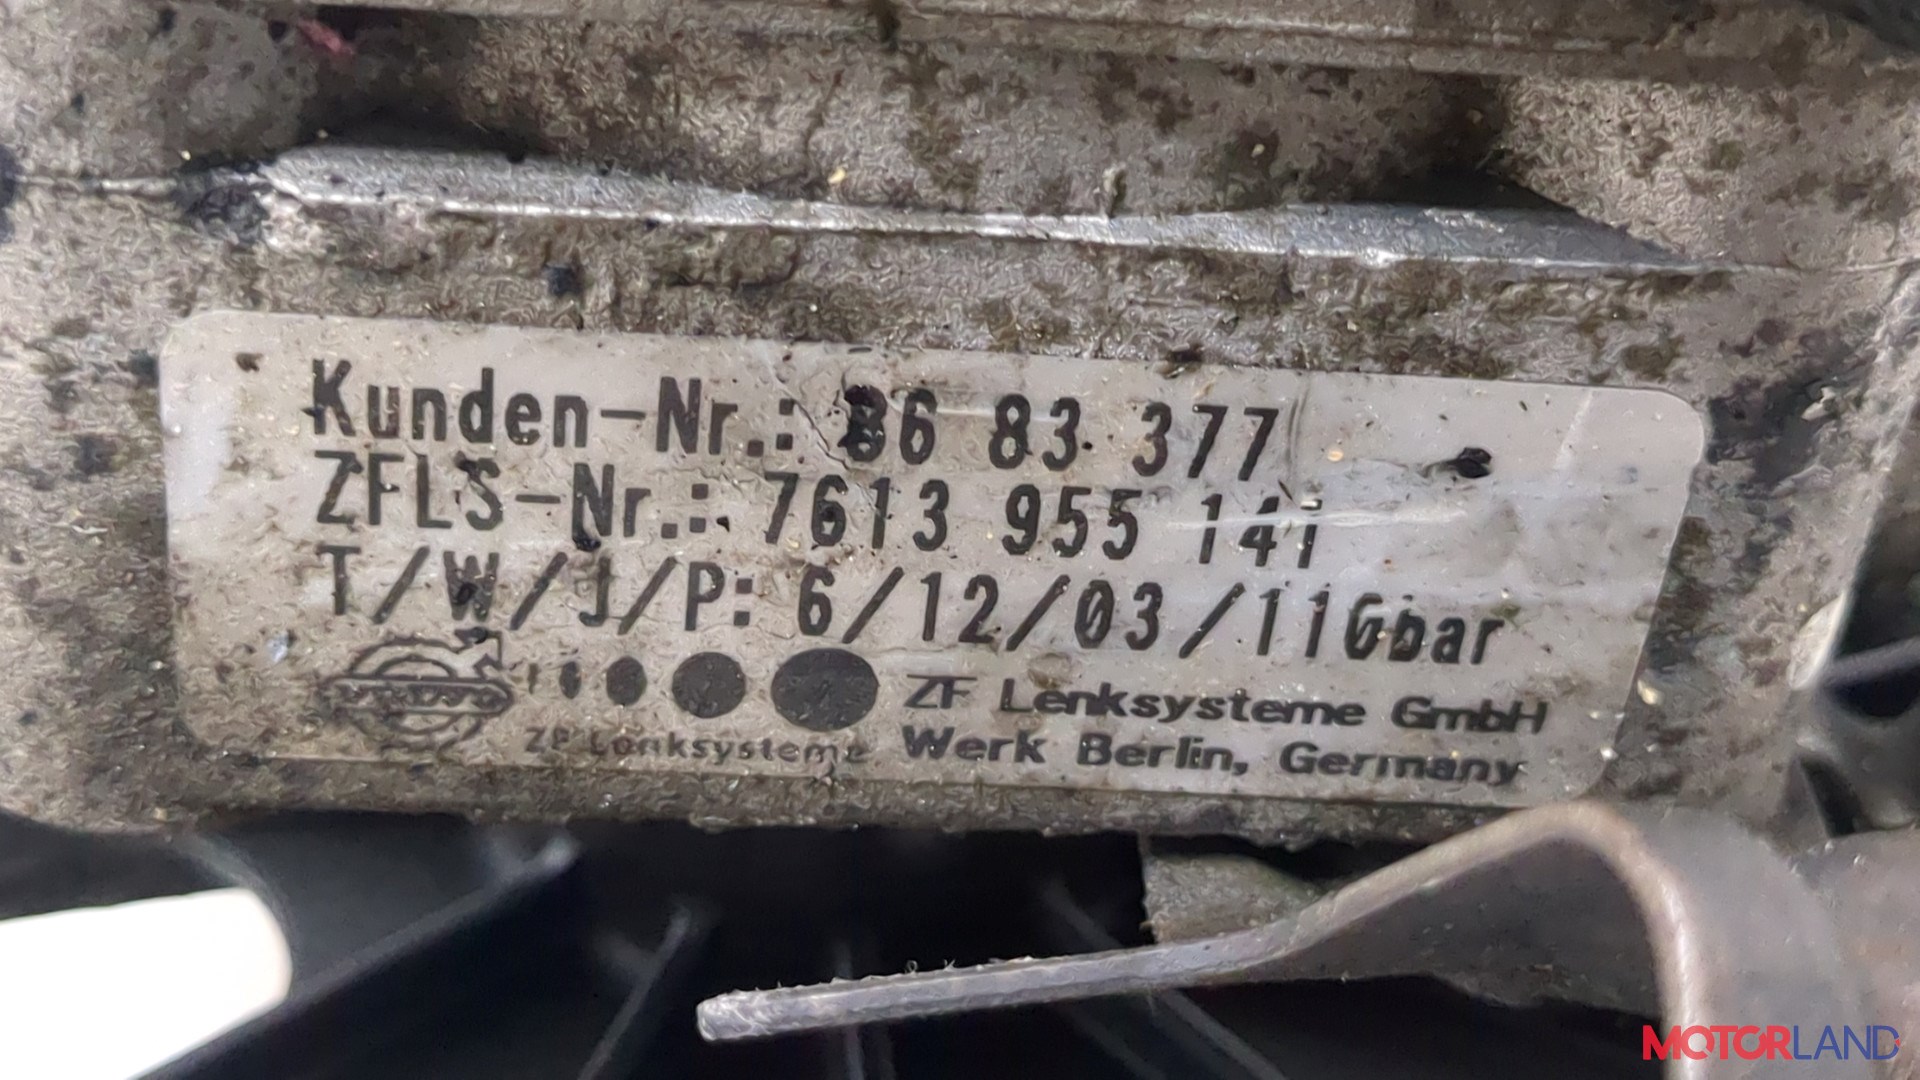 Kunden-Nr.: 86 83 377
ZFLS-Nr.: 7613 955 141
T/W/J/P: 6/12/03/110bar
VOLVO
ZF Lenksysteme
ZF Lenksysteme GmbH
Werk Berlin, Germany
MOTORLAND